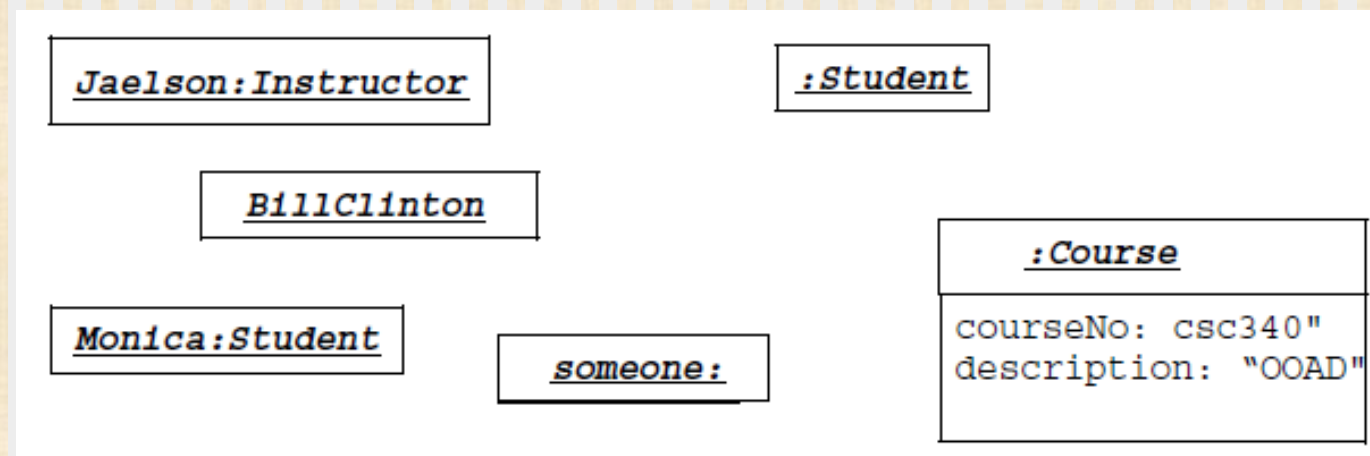 Jaelson:Instructor
:Student
BillClinton
:Course
courseNo: csc340"
description: “OOAD"
Monica:Student
someone: